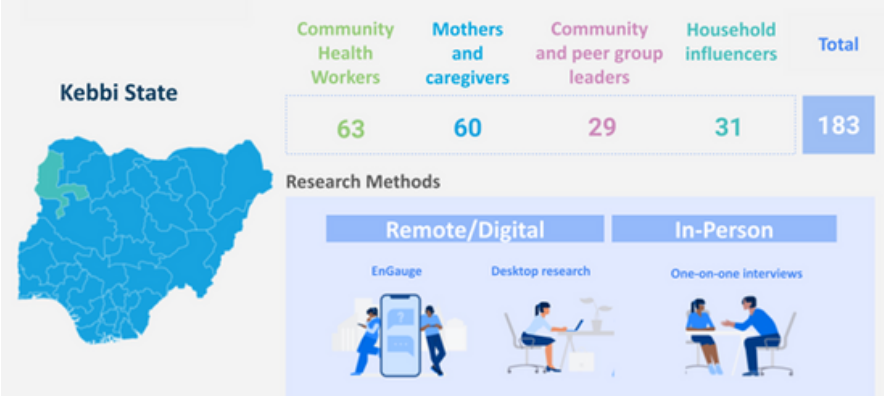 Kebbi State
Community
Health
Workers
Mothers
and
caregivers
Community
and peer group
leaders
Household
influencers
Total
63
60
29
31
183
Research Methods
Remote/Digital
In-Person
EnGauge
Desktop research
One-on-one interviews
?
...